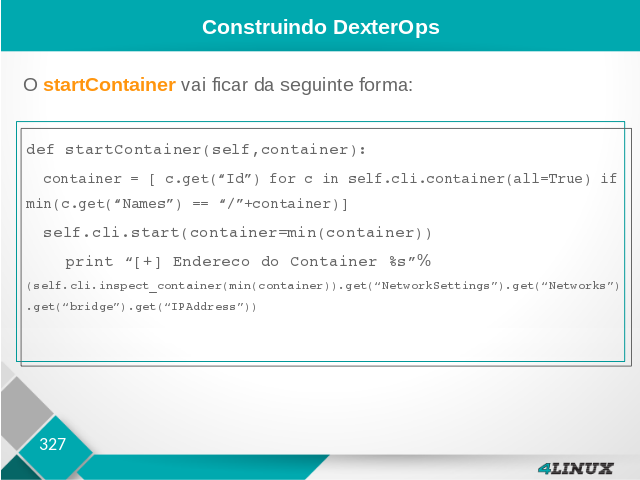 Construindo DexterOps
O startContainer vai ficar da seguinte forma:
def startContainer(self,container):
container = [ c.get(“Id”) for c in self.cli.container(all=True) if
min(c.get(“Names”) == “/”+container)]
self.cli.start(container=min(container))
print “[+] Endereco do Container %s”%
(self.cli.inspect_container(min(container)).get(“NetworkSettings”).get(“Networks”)
.get(“bridge”).get(“IPAddress”))
327
4LINUX